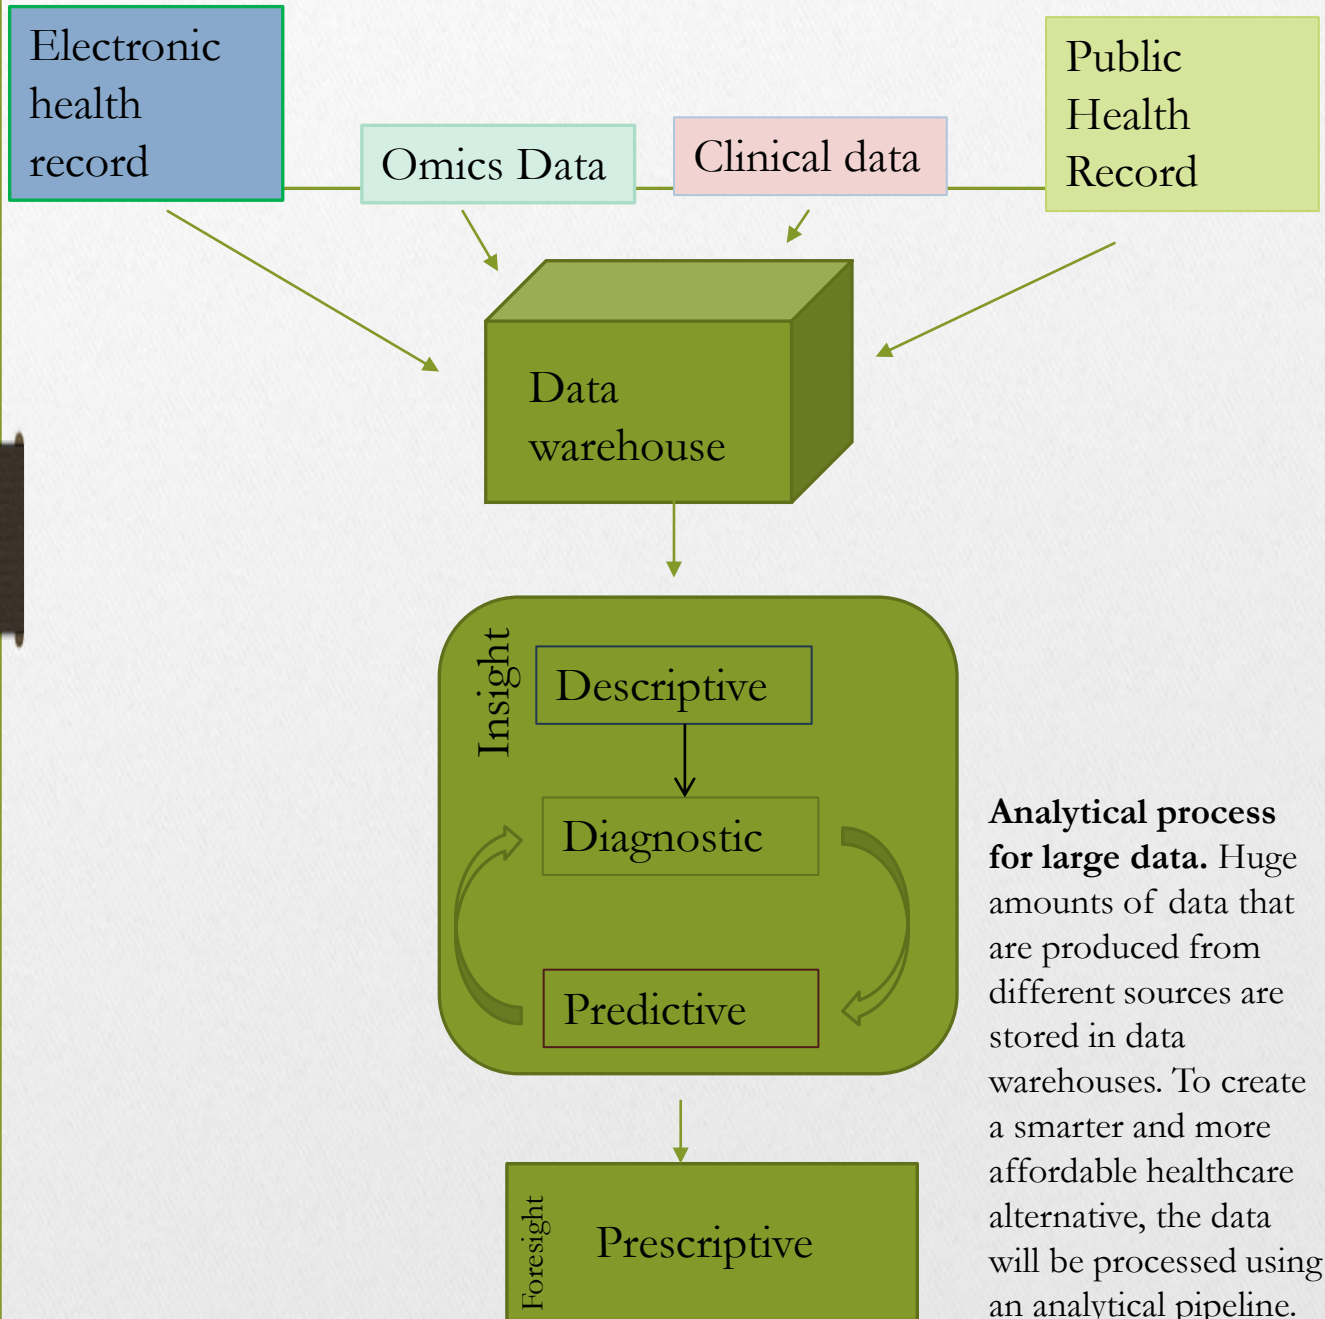 Electronic
health
record
Omics Data
Clinical data
Public
Health
Record
Data
warehouse
Insight
Descriptive
Diagnostic
Predictive
Foresight
Prescriptive
Analytical process
for large data. Huge
amounts of data that
are produced from
different sources are
stored in data
warehouses. To create
a smarter and more
affordable healthcare
alternative, the data
will be processed using
an analytical pipeline.